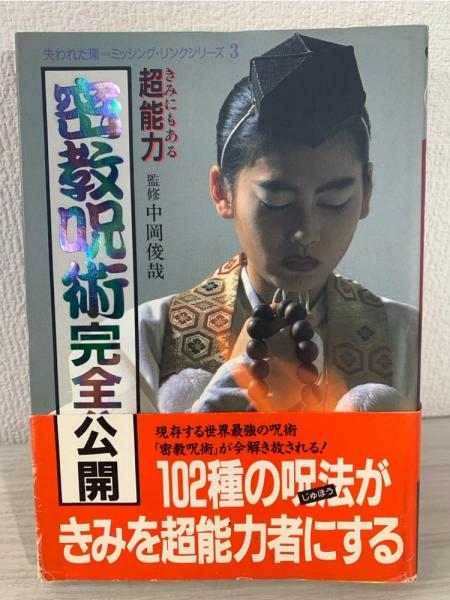 失われた環=ミッシング・リンクシリーズ 3
きみにもある
超能力
監修 中岡俊哉
密教呪術完全公開
現存する世界最強の呪術
「密教呪術」が今解き放される!
102種の呪法が
じゅほう
きみを超能力者にする